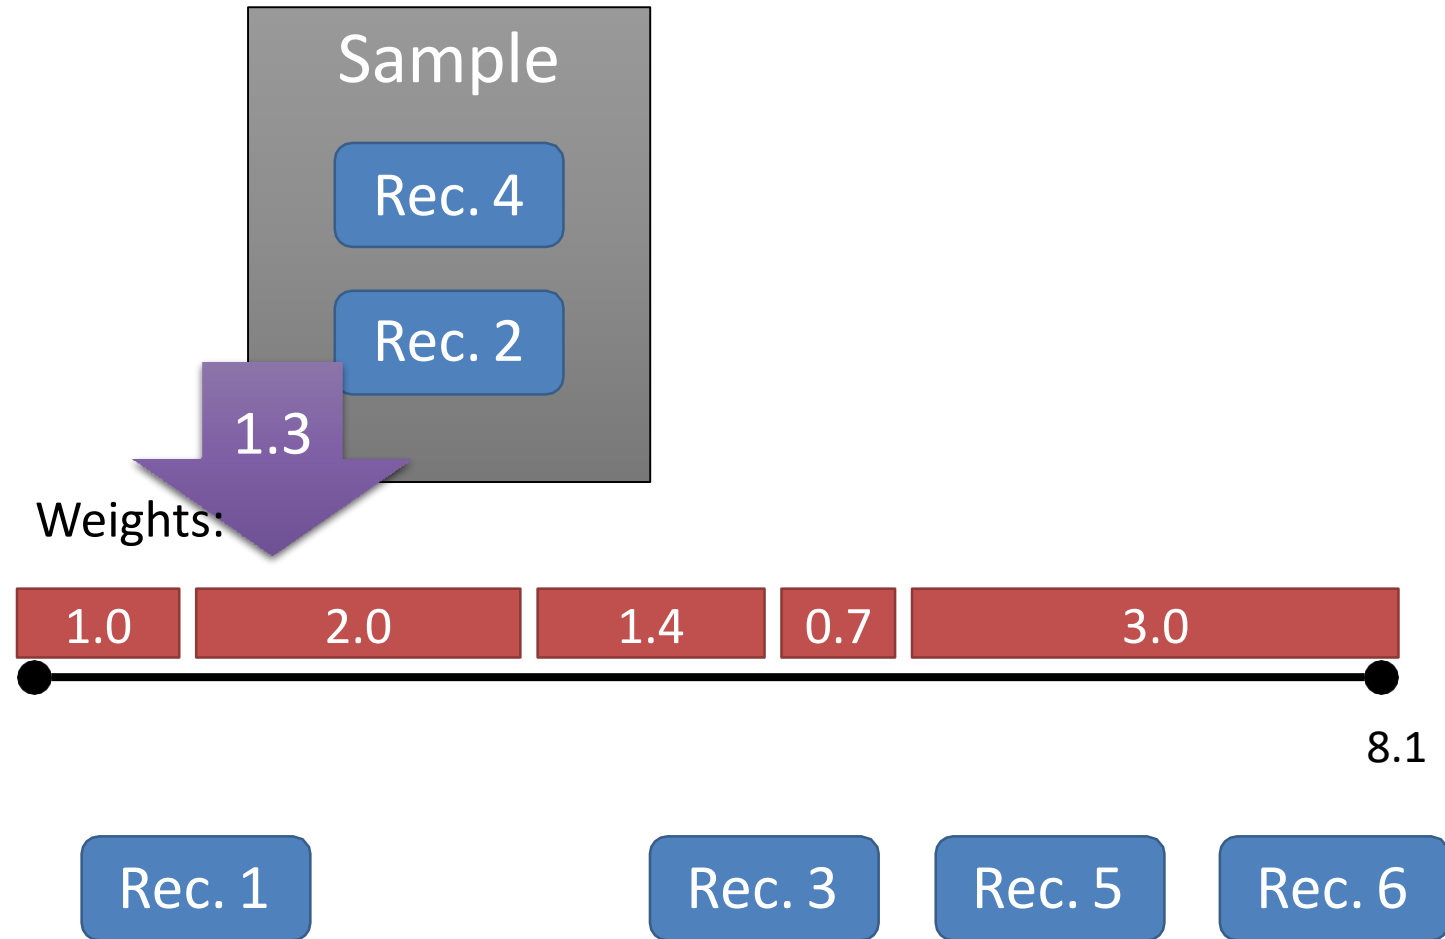 Sample
Rec. 4
Rec. 2
1.3
Weights:
1.0 2.0 1.4 0.7 3.0
8.1
Rec. 1 Rec. 3 Rec. 5 Rec. 6